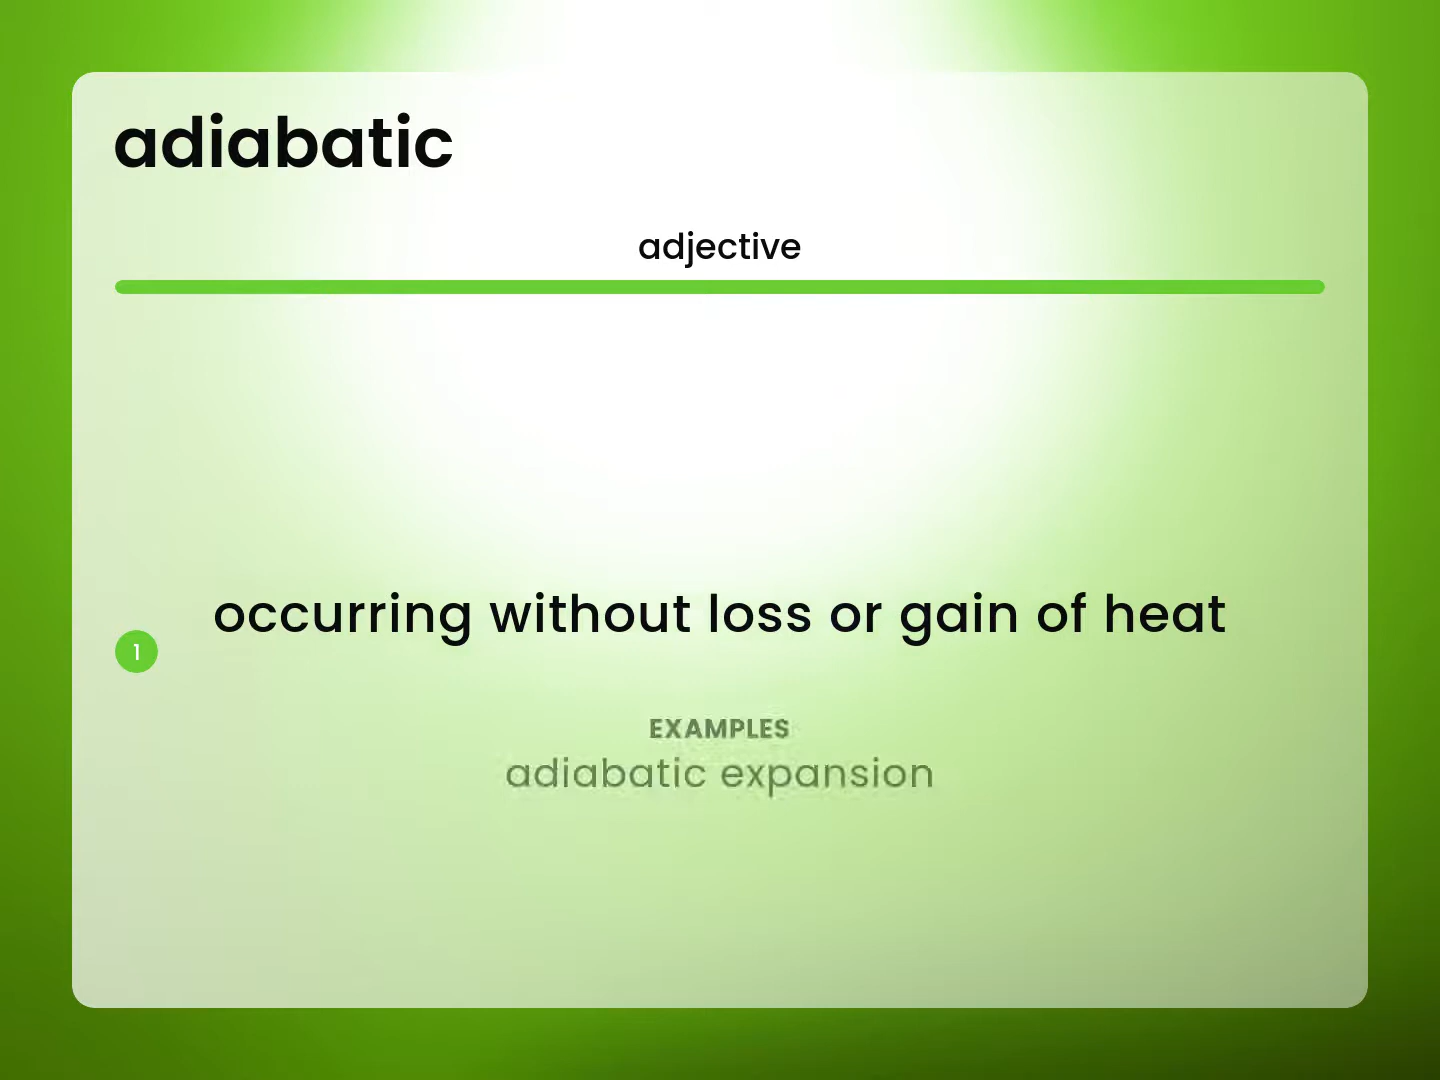 adiabatic
adjective
occurring without loss or gain of heat
1
EXAMPLES
adiabatic expansion